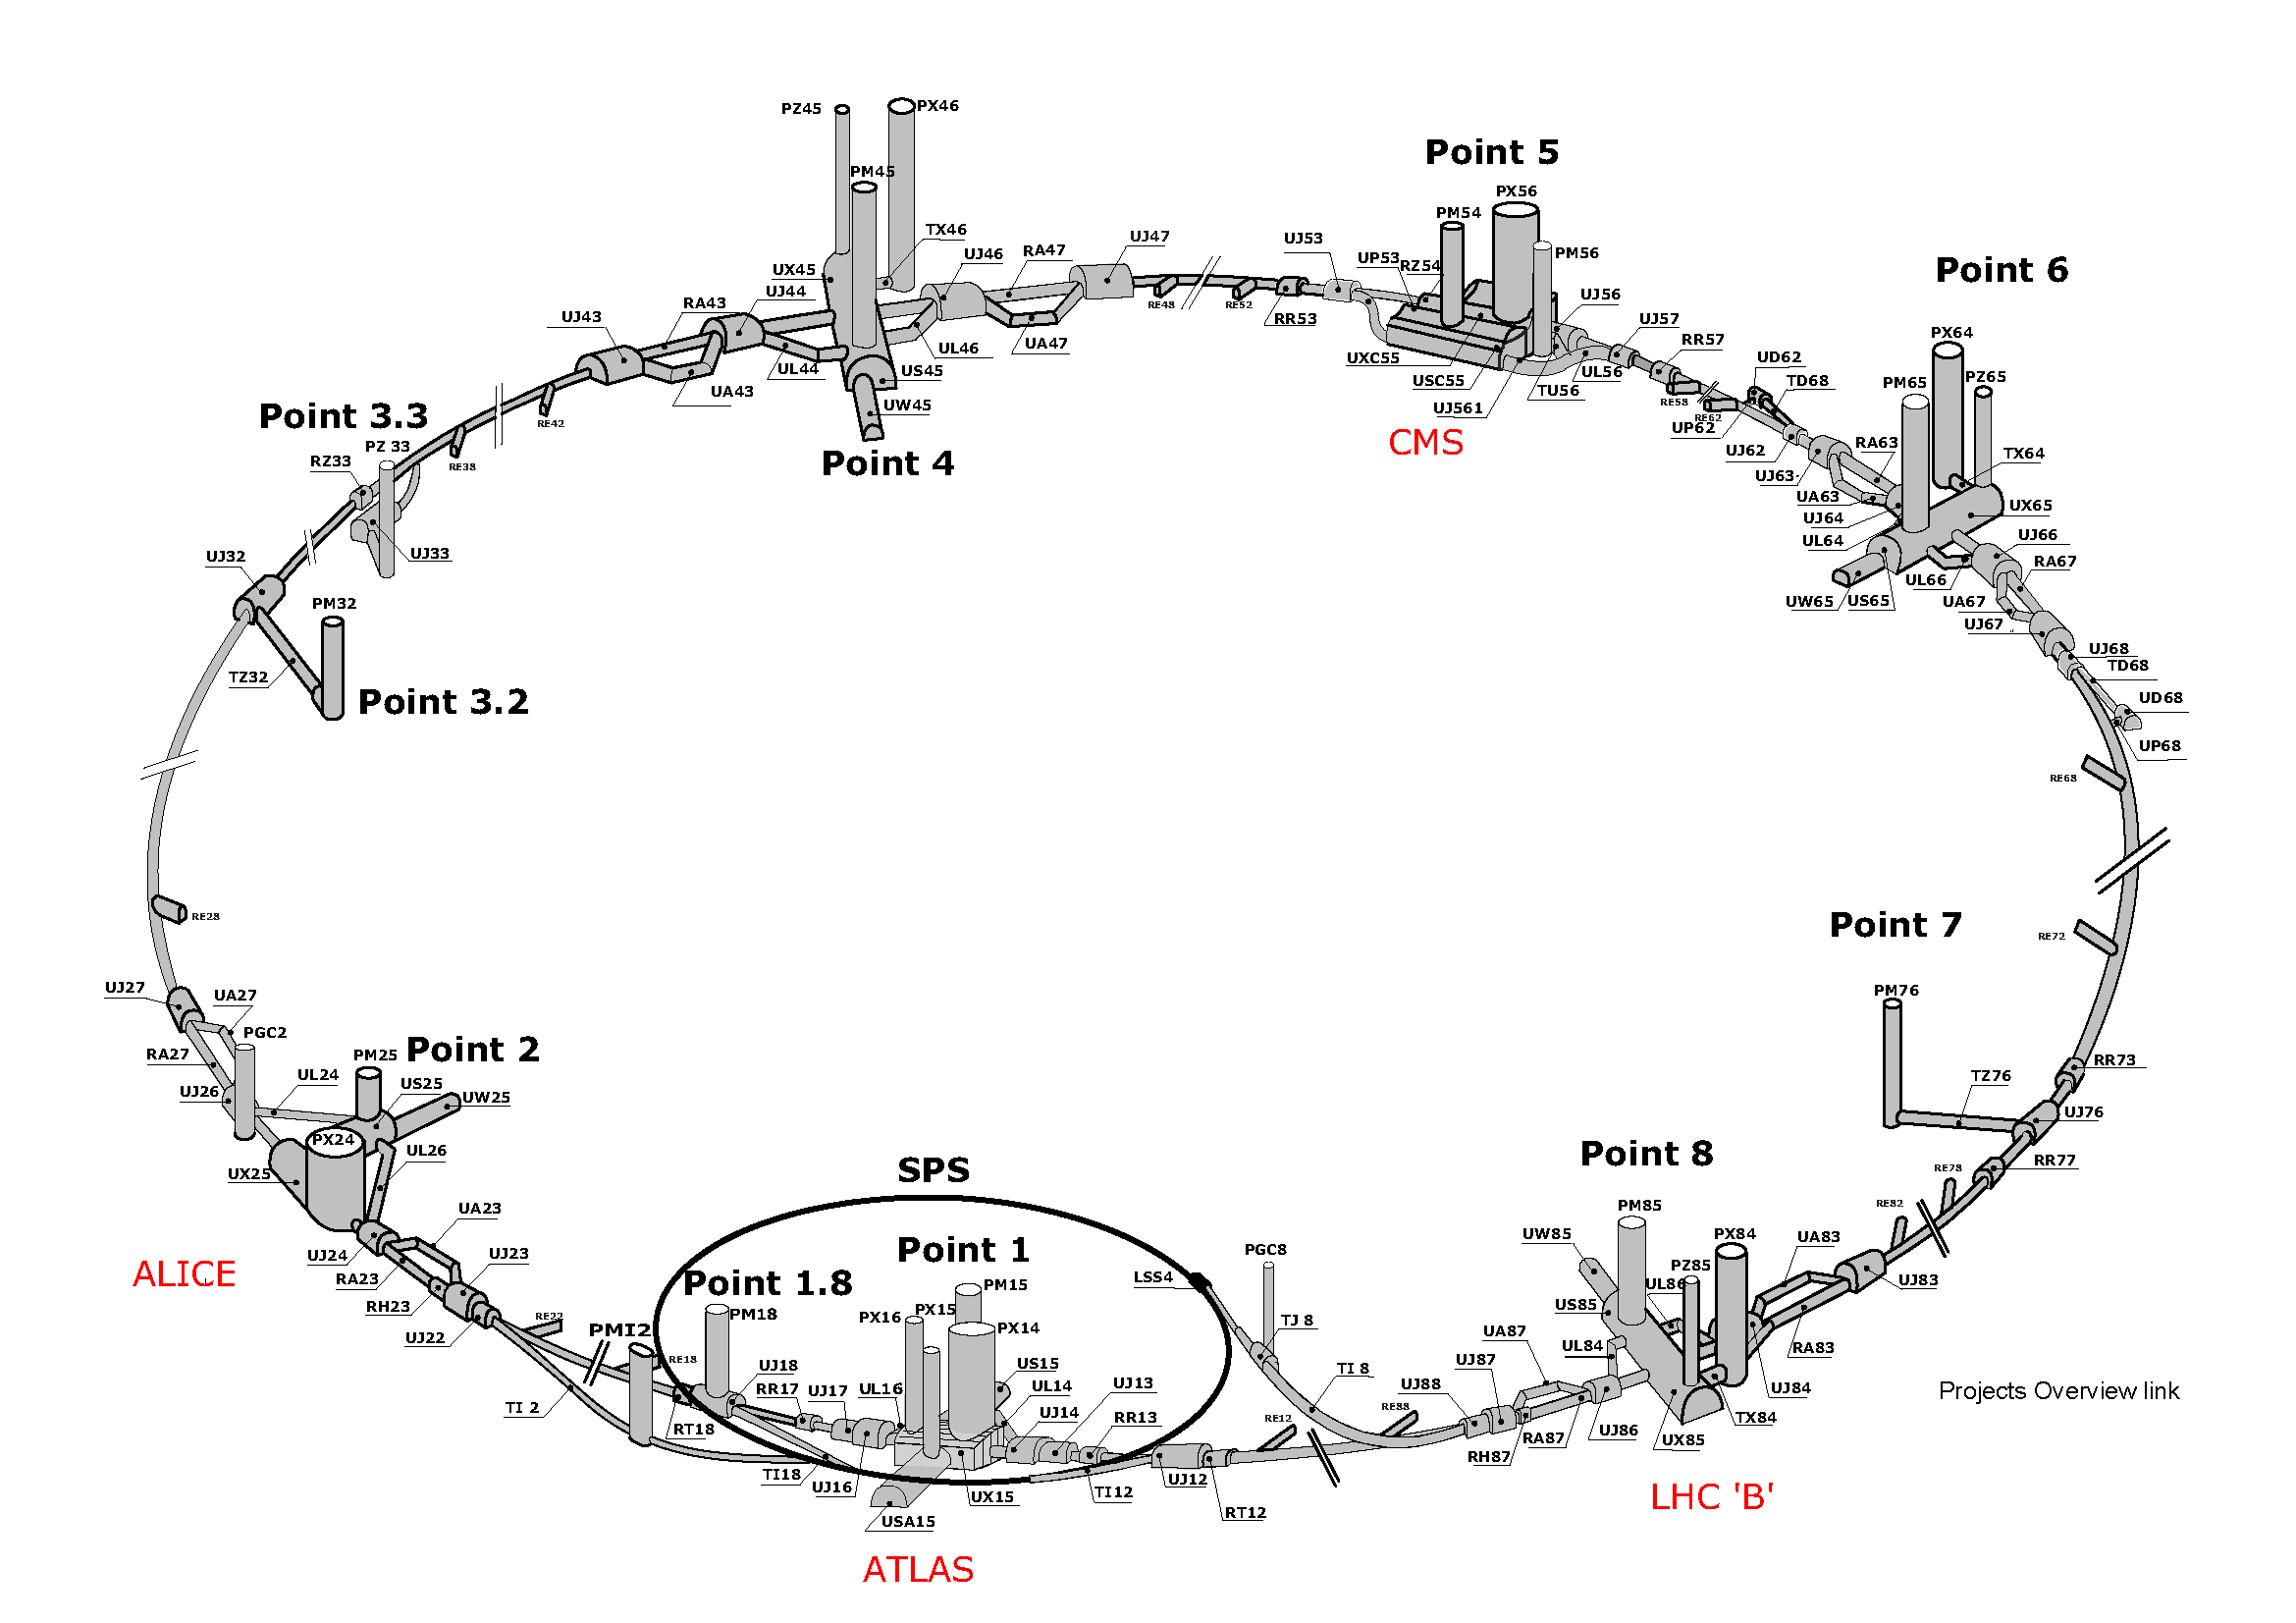 PZ45
PX46
PM45
TX46
UX45
UJ44
RA43
UJ43
UJ46
RA47
UJ47
UL46
UA47
UL44
UA43
US45
UW45
Point 4
RE48
RE52
RE42
RE38
Point 5
PX56
PM54
PM56
UJ53
UP53
RZ54
RR53
UXC55
USC55
UJ561
TU56
UL56
UJ56
UJ57
RR57
CMS
RE58
RE62
UD62
TD68
UP62
UJ62
UJ63
Point 6
PX64
PM65
PZ65
RA63
TX64
UA63
UJ64
UL64
UX65
UJ66
RA67
UL66
UW65
US65
UA67
UJ67
UJ68
TD68
UD68
UP68
RE68
RE72
Point 3.3
PZ 33
RZ33
UJ33
UJ32
PM32
TZ32
Point 3.2
RE28
UJ27
UA27
PGC2
RA27
UJ26
UL24
PM25
Point 2
US25
UW25
PX24
UL26
UX25
UA23
UJ24
RA23
RH23
UJ23
UJ22
ALICE
RE22
PMI2
TI 2
RE18
RT18
SPS
Point 1
Point 1.8
PM18
PM15
PX16
PX15
PX14
UJ18
RR17
UJ17
UL16
US15
UL14
UJ13
UJ14
RR13
TI18
UJ16
UX15
USA15
TI12
UJ12
RT12
ATLAS
LSS4
PGC8
TJ 8
TI 8
RE12
RE88
UJ88
UJ87
UA87
UL84
RH87
RA87
UJ86
Point 7
PM76
TZ76
RR73
UJ76
RR77
RE78
RE82
Point 8
PM85
UW85
PX84
PZ85
UL86
US85
UA83
UJ83
RA83
UJ84
TX84
UX85
LHC 'B'
Projects Overview link